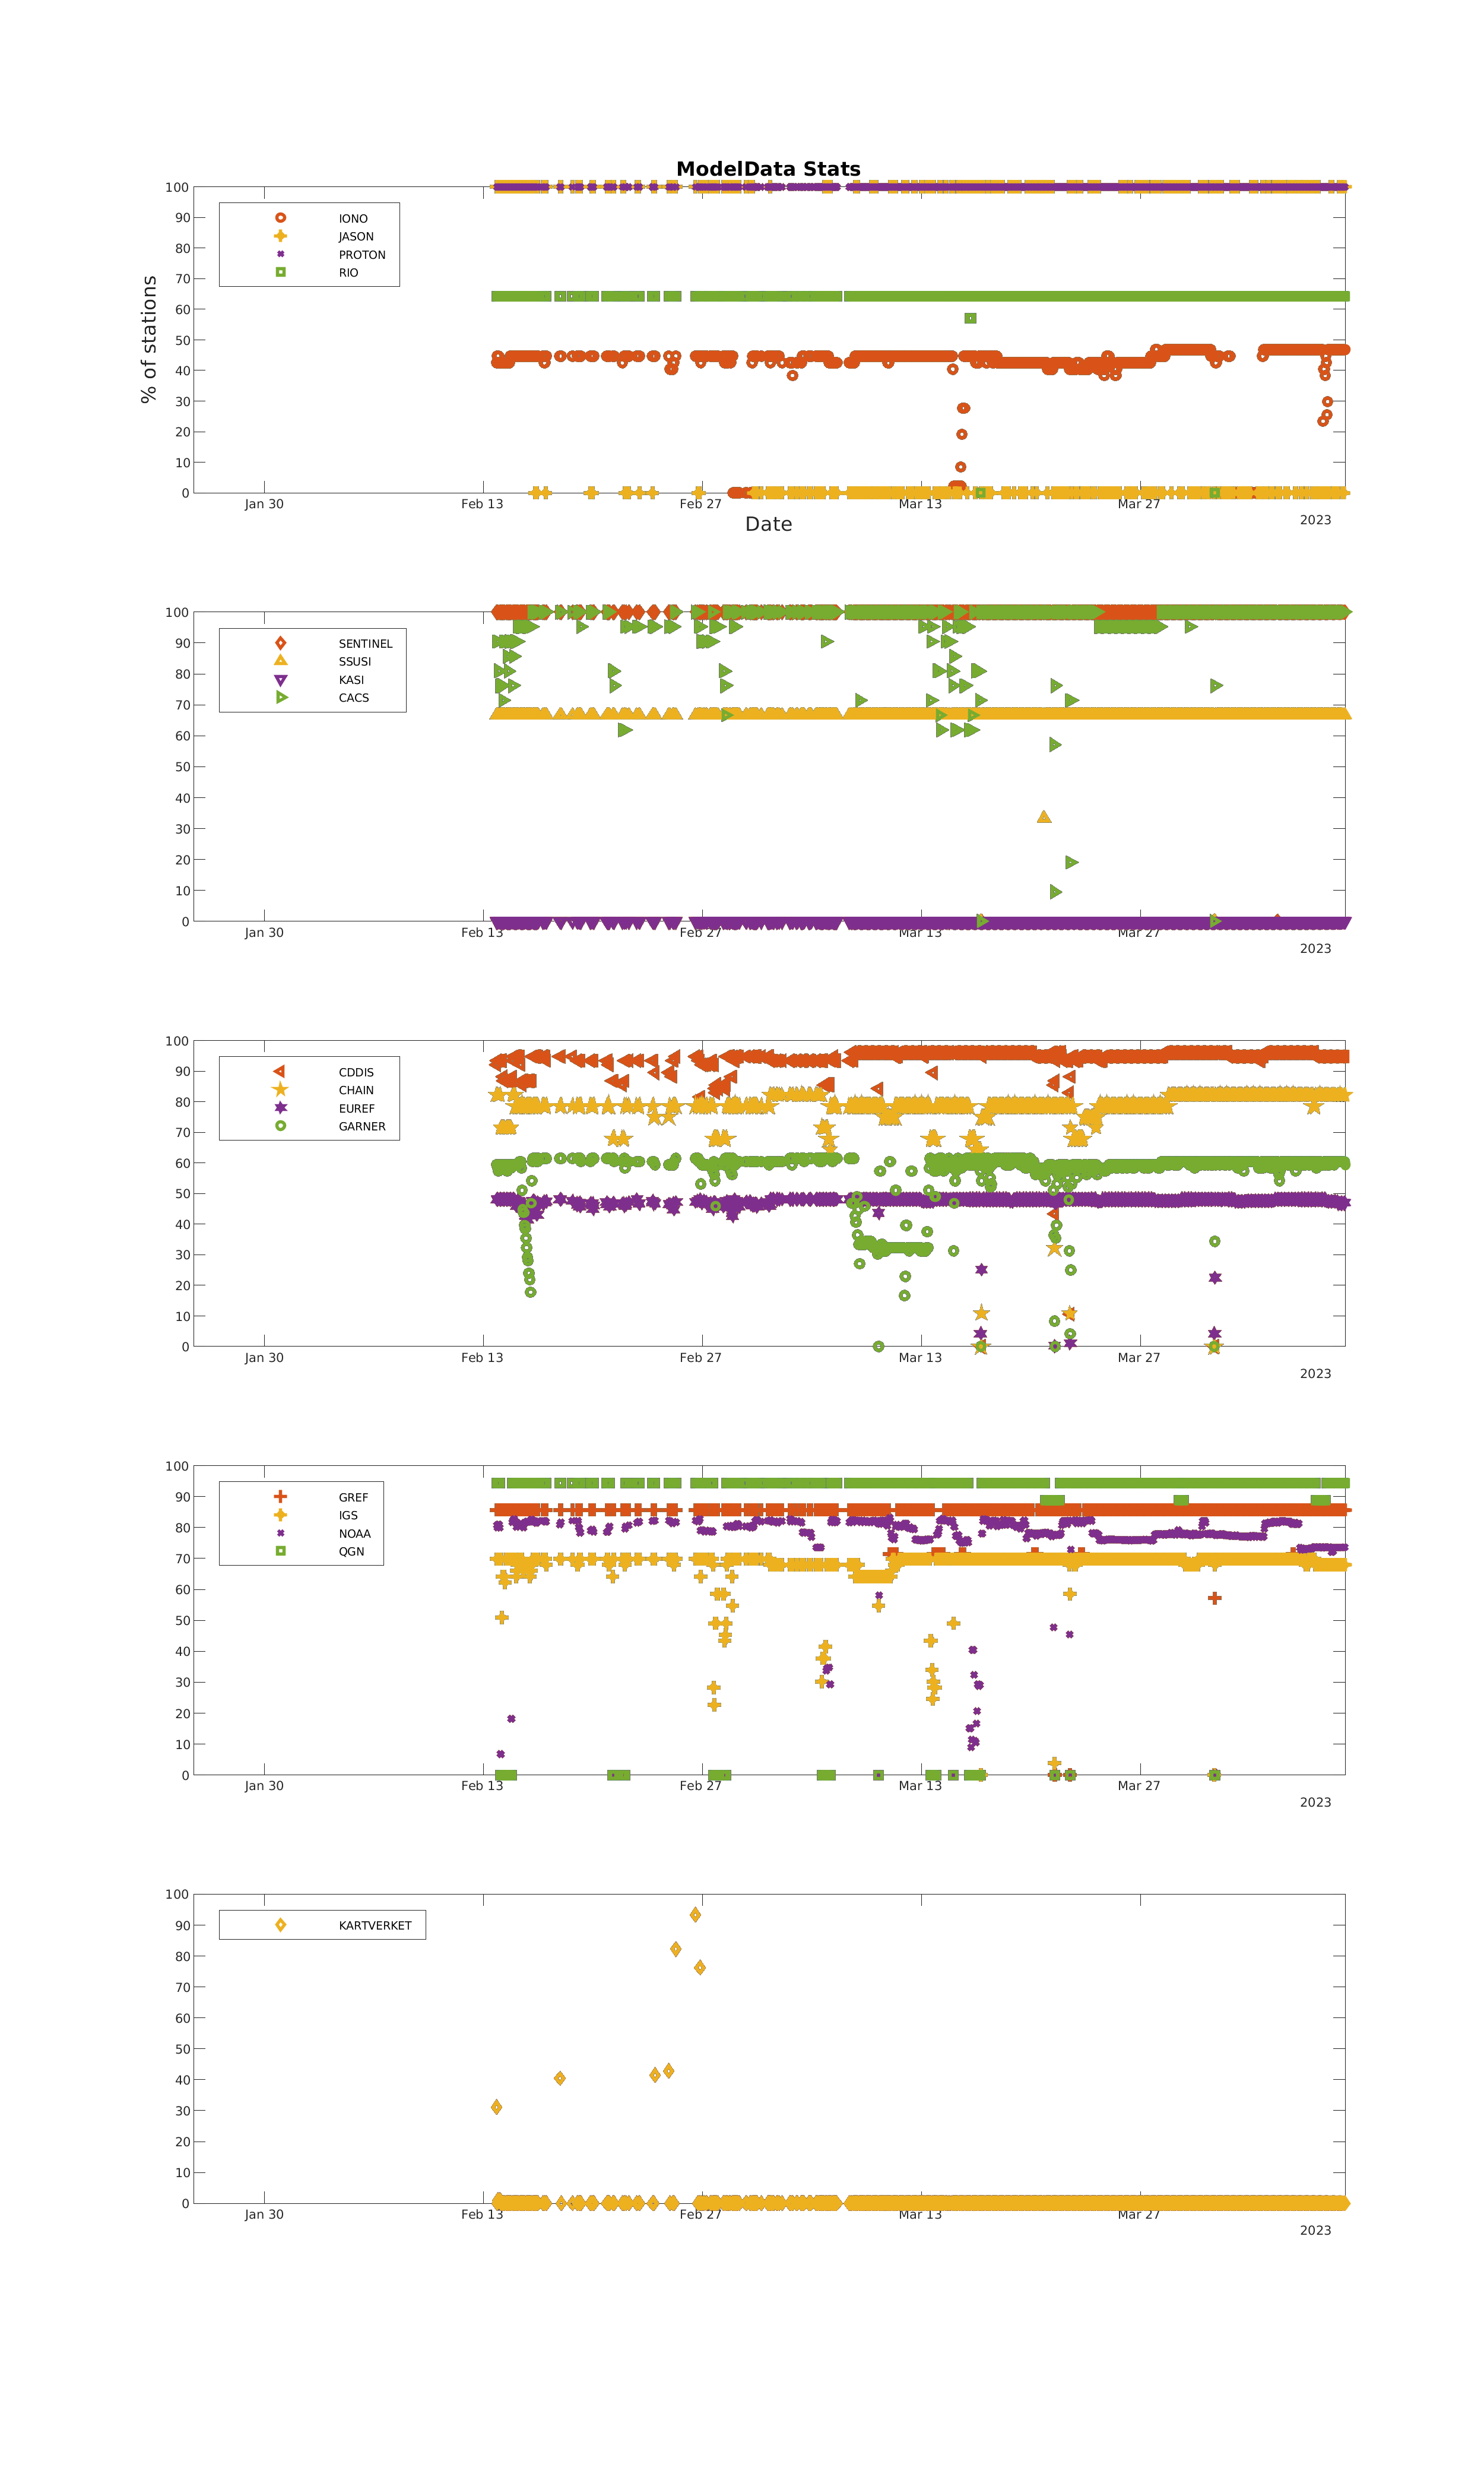 ModelData Stats
100
90
80
70
60
50
40
30
20
10
0
% of stations
IONO
JASON
PROTON
RIO
Jan 30
Feb 13
Feb 27
Mar 13
Mar 27
2023
Date
100
90
80
70
60
50
40
30
20
10
0
SENTINEL
SSUSI
KASI
CACS
Jan 30
Feb 13
Feb 27
Mar 13
Mar 27
2023
100
90
80
70
60
50
40
30
20
10
0
CDDIS
CHAIN
EUREF
GARNER
Jan 30
Feb 13
Feb 27
Mar 13
Mar 27
2023
100
90
80
70
60
50
40
30
20
10
0
GREF
IGS
NOAA
QGN
Jan 30
Feb 13
Feb 27
Mar 13
Mar 27
2023
100
90
80
70
60
50
40
30
20
10
0
KARTVERKET
Jan 30
Feb 13
Feb 27
Mar 13
Mar 27
2023